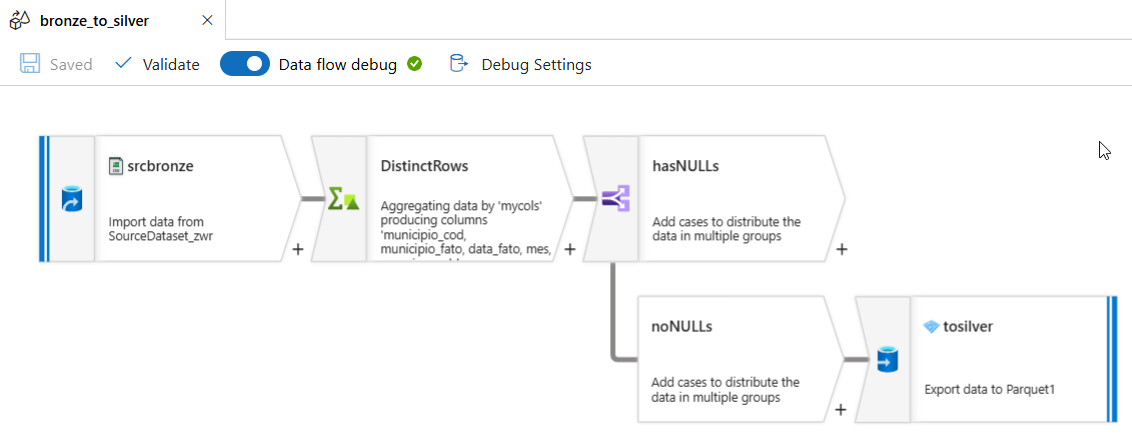 bronze_to_silver
Saved
Validate
Data flow debug
Debug Settings
srcbronze
Import data from
SourceDataset_zwr
+
DistinctRows
Aggregating data by 'mycols'
producing columns
'municipio_cod,
municipio_fato, data_fato, mes,
+
hasNULLs
Add cases to distribute the
data in multiple groups
+
noNULLs
Add cases to distribute the
data in multiple groups
+
tosilver
Export data to Parquet1